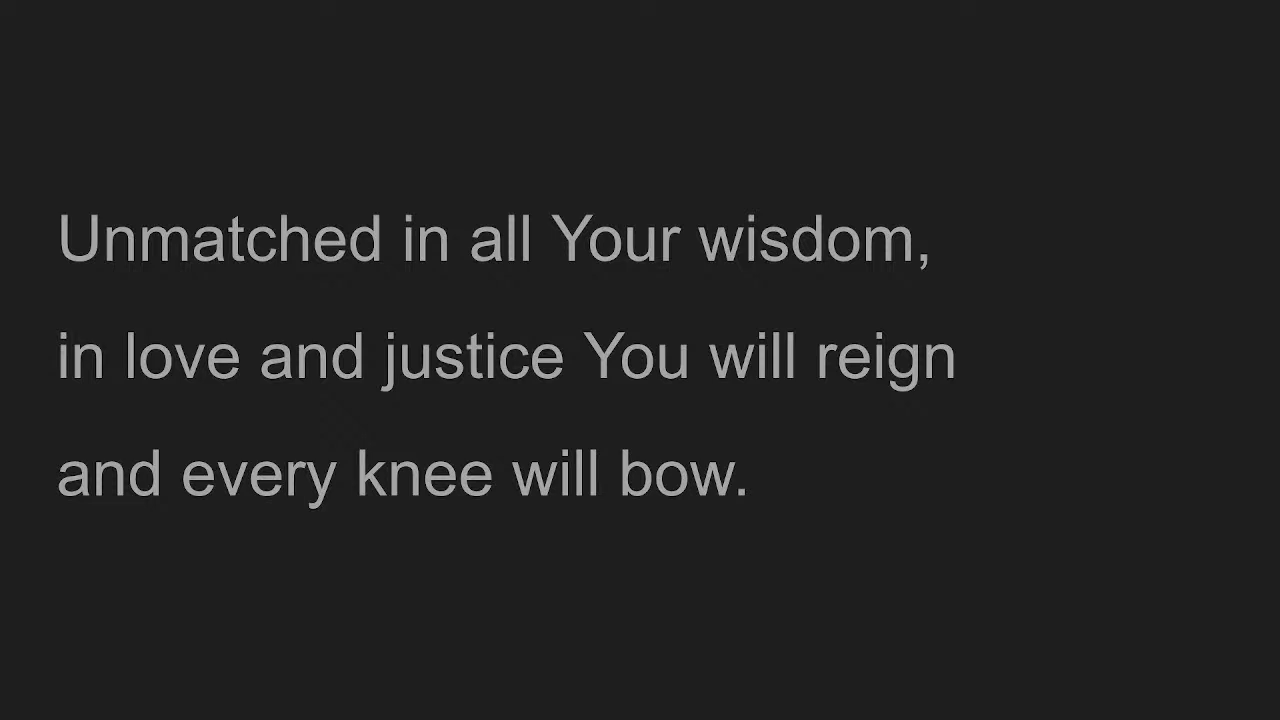 Unmatched in all Your wisdom,
in love and justice You will reign
and every knee will bow.